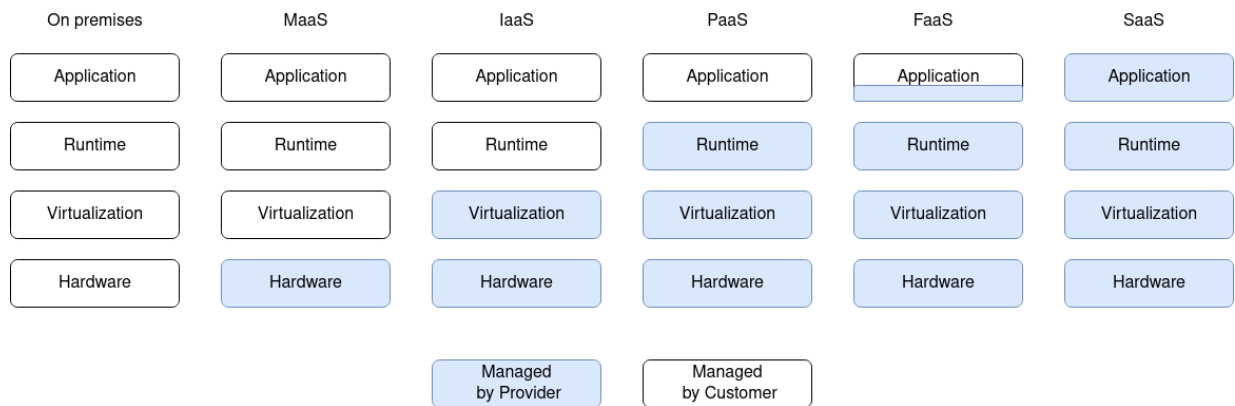 On premises
MaaS
IaaS
PaaS
FaaS
SaaS
Application
Application
Application
Application
Application
Application
Runtime
Runtime
Runtime
Runtime
Runtime
Runtime
Virtualization
Virtualization
Virtualization
Virtualization
Virtualization
Virtualization
Hardware
Hardware
Hardware
Hardware
Hardware
Hardware
Managed
by Provider
Managed
by Customer